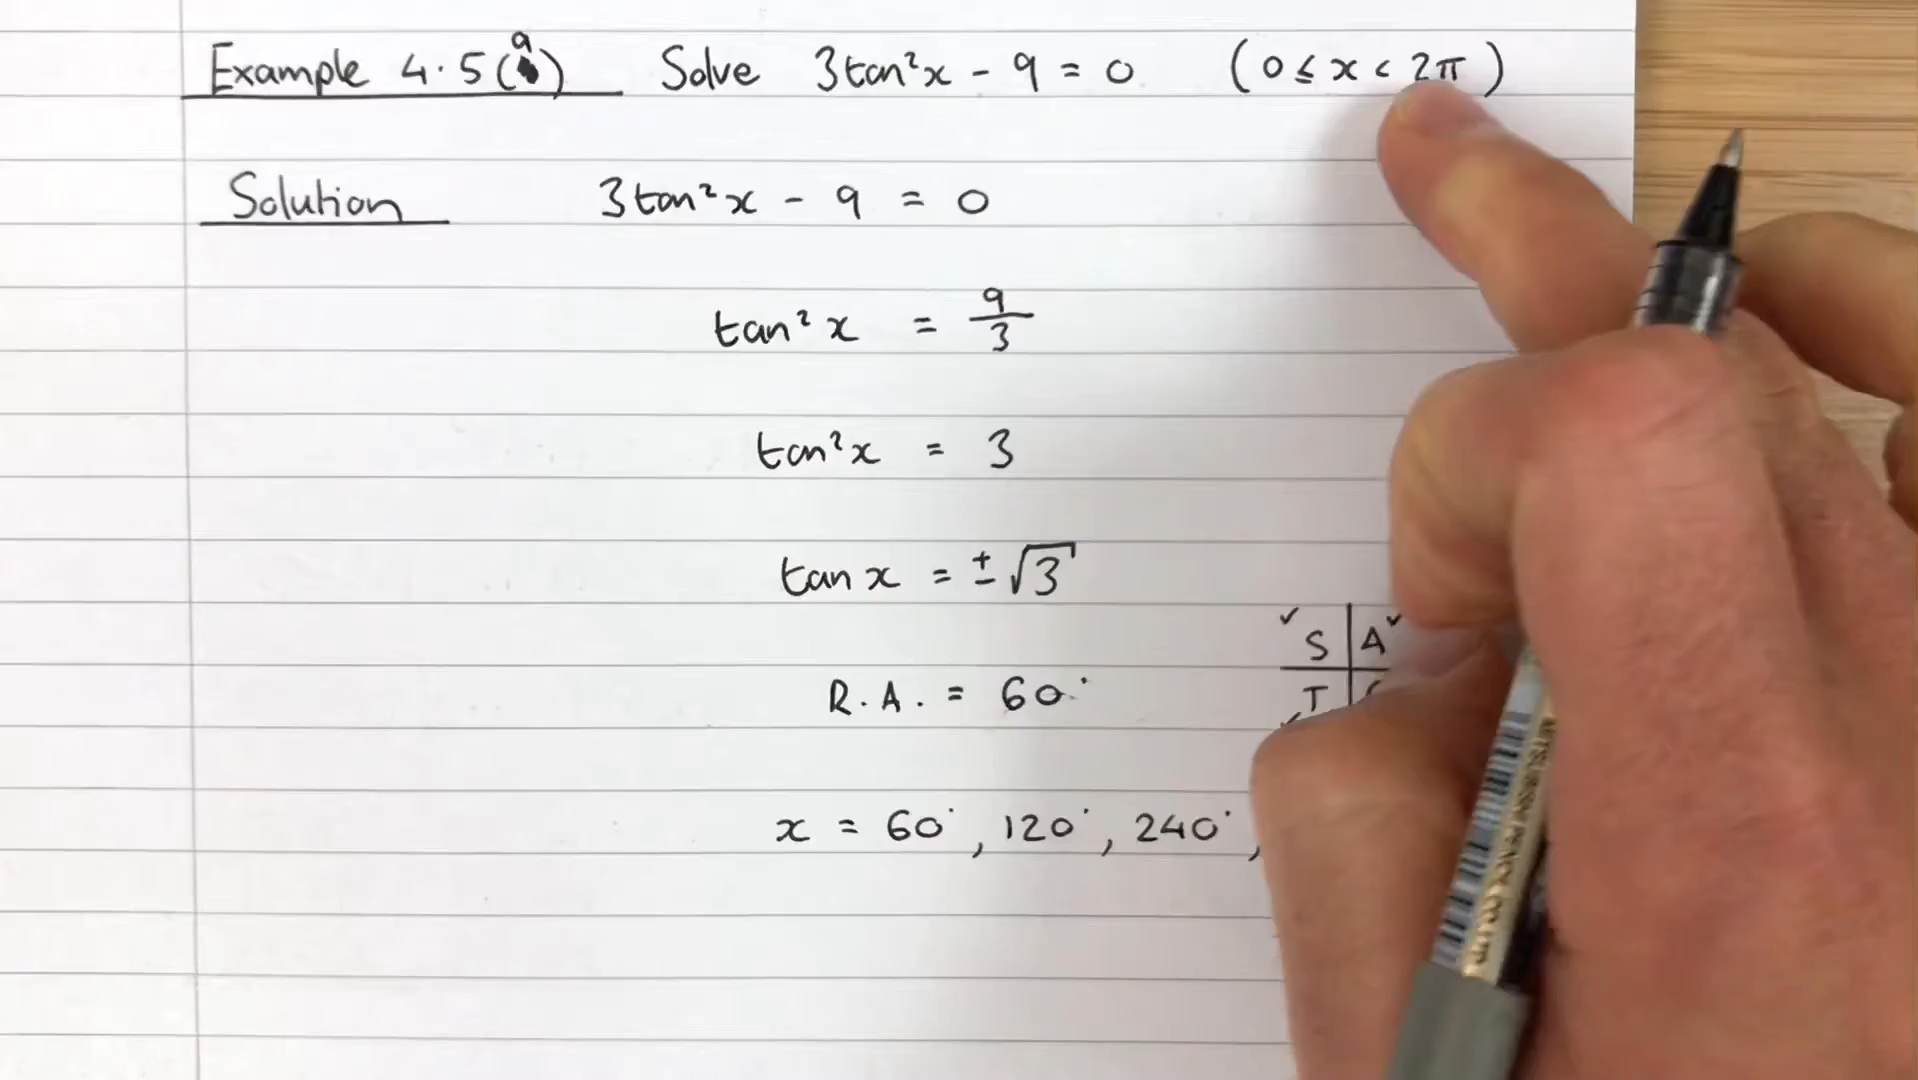 Example 4.5(a) Solve 3tan²x - 9 = 0 (0 ≤ x < 2π)
Solution 3tan²x - 9 = 0
tan²x = 9/3
tan²x = 3
tan x = ±√3
✓ S A ✓
R.A. = 60°
T
✓
x = 60°, 120°, 240°,